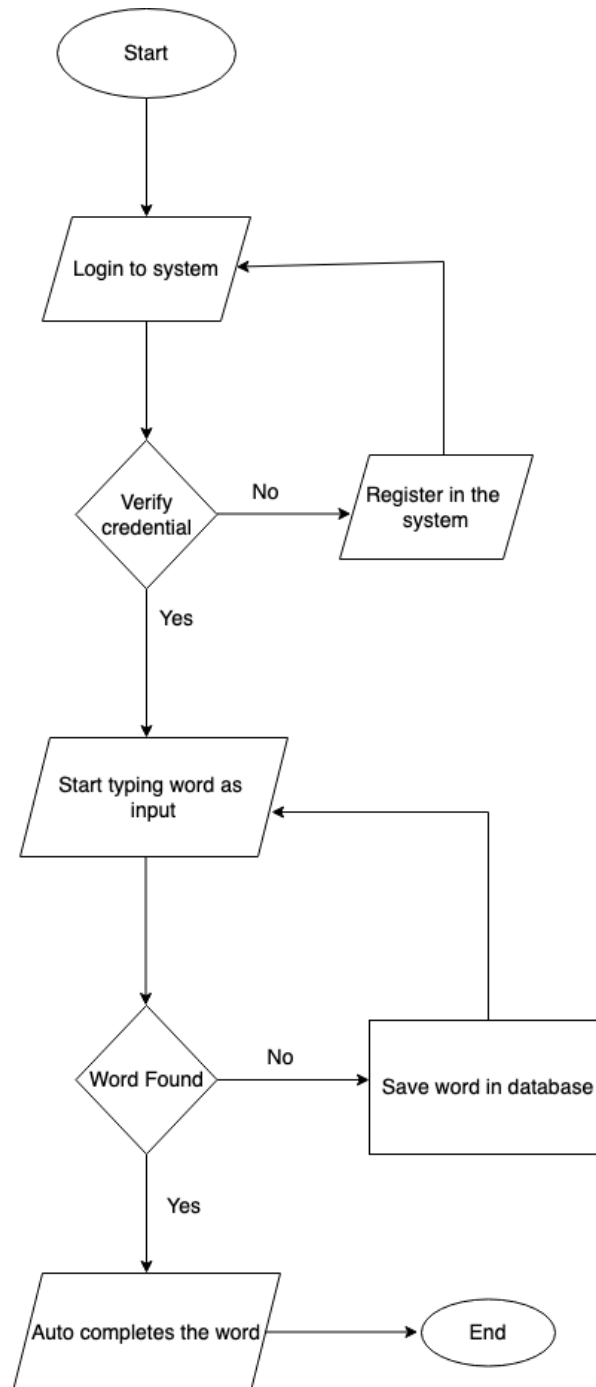 Start
Login to system
Verify
credential
No
Register in the
system
Yes
Start typing word as
input
Word Found
No
Save word in database
Yes
Auto completes the word
End